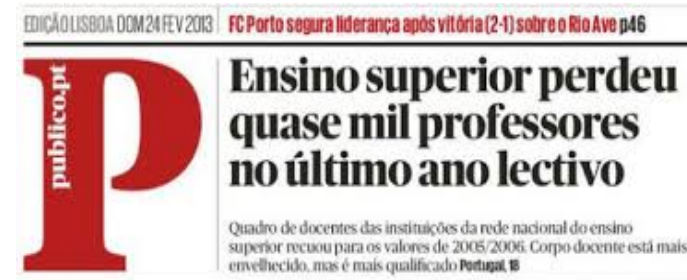 EDIÇÃO LISBOA DOM 24 FEV 2013 FC Porto segura liderança após vitória (2-1) sobre o Rio Ave p46
P
publico.pt
Ensino superior perdeu
quase mil professores
no último ano lectivo
Quadro de docentes das instituições da rede nacional do ensino
superior recuou para os valores de 2005/2006. Corpo docente está mais
envelhecido, mas é mais qualificado Portugal, 18